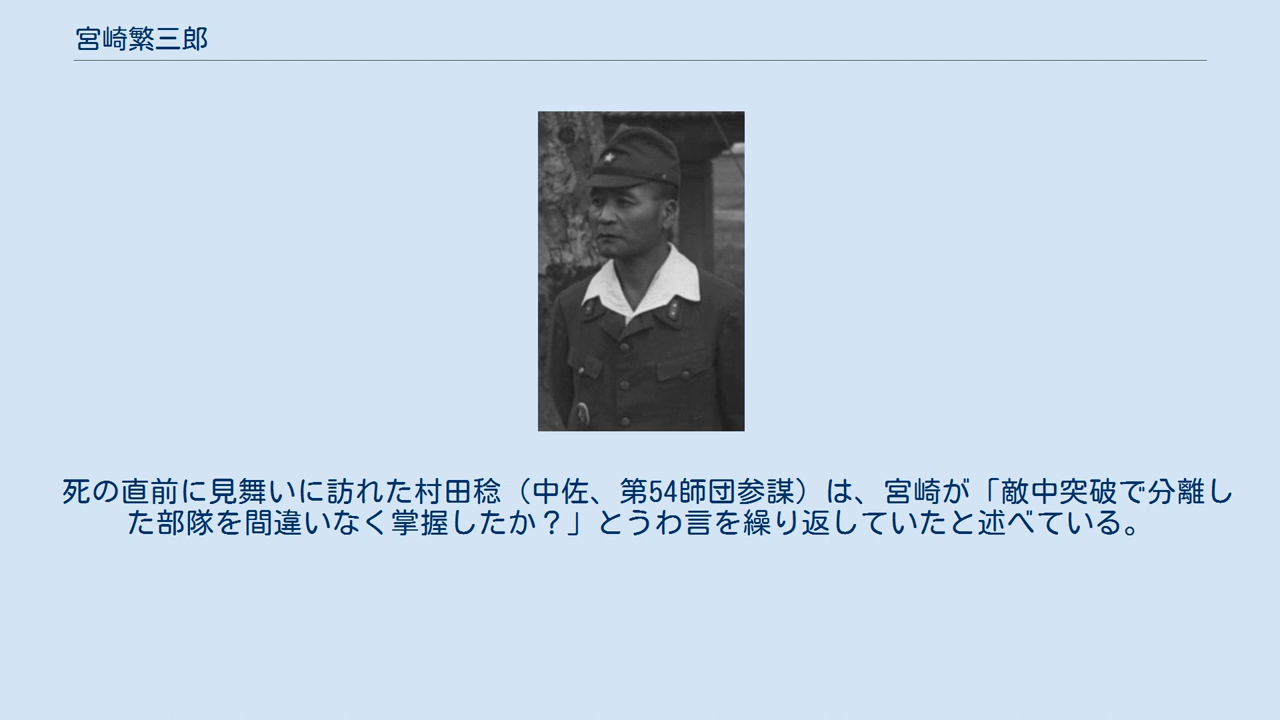 宮崎繁三郎
死の直前に見舞いに訪れた村田稔（中佐、第54師団参謀）は、宮崎が「敵中突破で分離し
た部隊を間違いなく掌握したか？」とうわ言を繰り返していたと述べている。